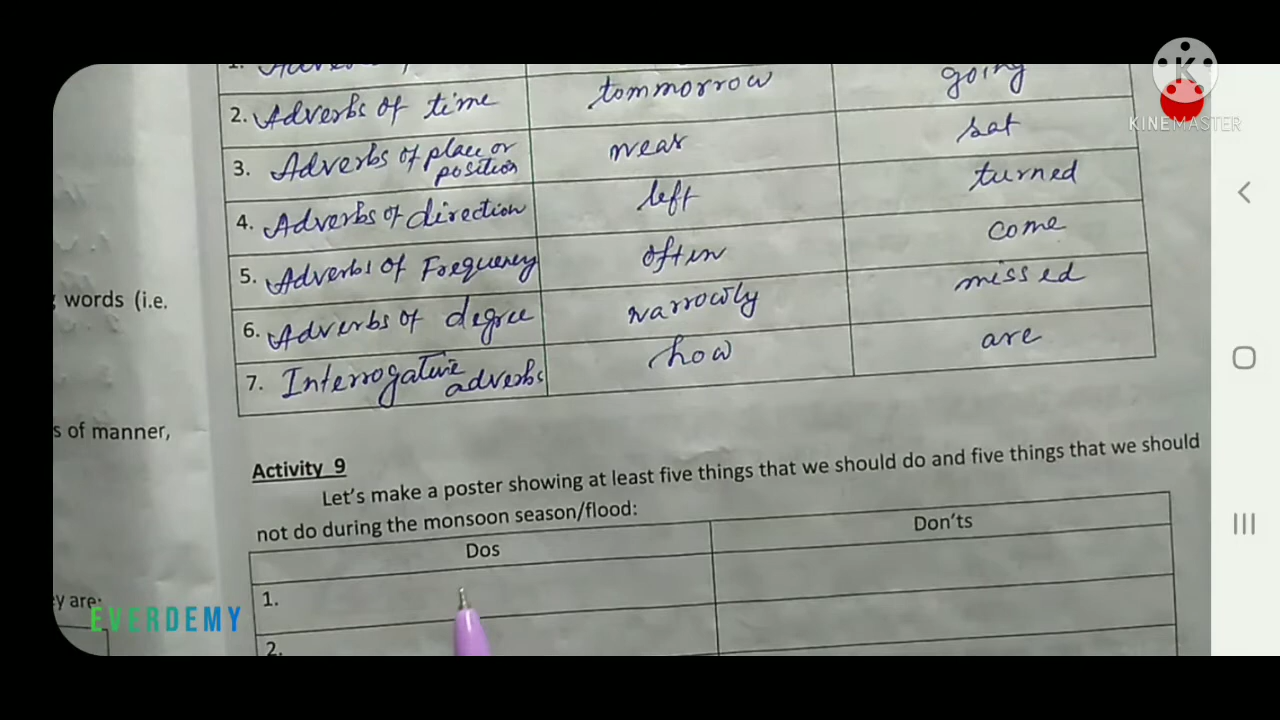 2. Adverbs of time tommorrow going
3. Adverbs of place or position near sat
4. Adverbs of direction left turned
5. Adverbs of Frequency often come
6. Adverbs of degree narrowly missed
7. Interrogative adverbs how are
words (i.e.
s of manner,
Activity 9
Let's make a poster showing at least five things that we should do and five things that we should
not do during the monsoon season/flood:
Dos Don'ts
1.
2.
y are:
EVERDEMY
K
KINEMASTER